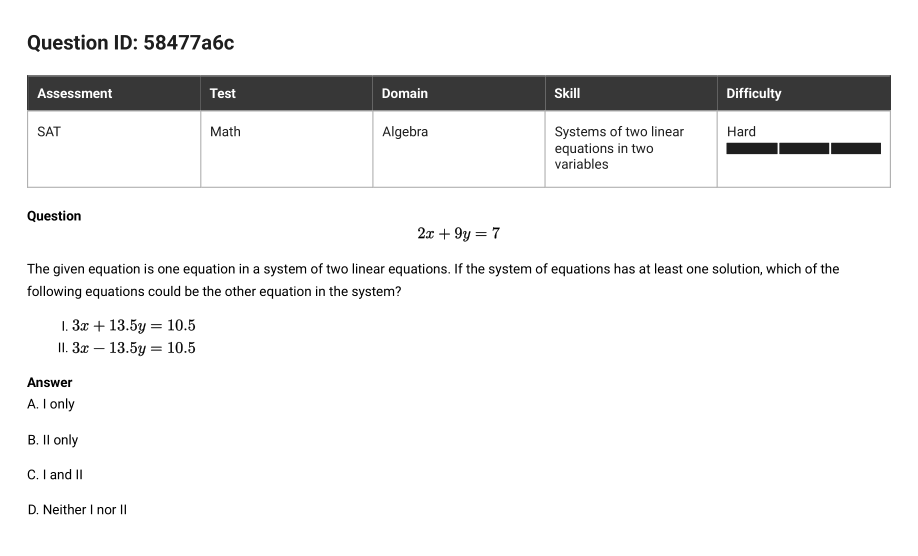 Question ID: 58477a6c
Assessment Test Domain Skill Difficulty
SAT Math Algebra Systems of two linear Hard
equations in two
variables
Question
2x + 9y = 7
The given equation is one equation in a system of two linear equations. If the system of equations has at least one solution, which of the
following equations could be the other equation in the system?
I. 3x + 13.5y = 10.5
II. 3x − 13.5y = 10.5
Answer
A. I only
B. II only
C. I and II
D. Neither I nor II